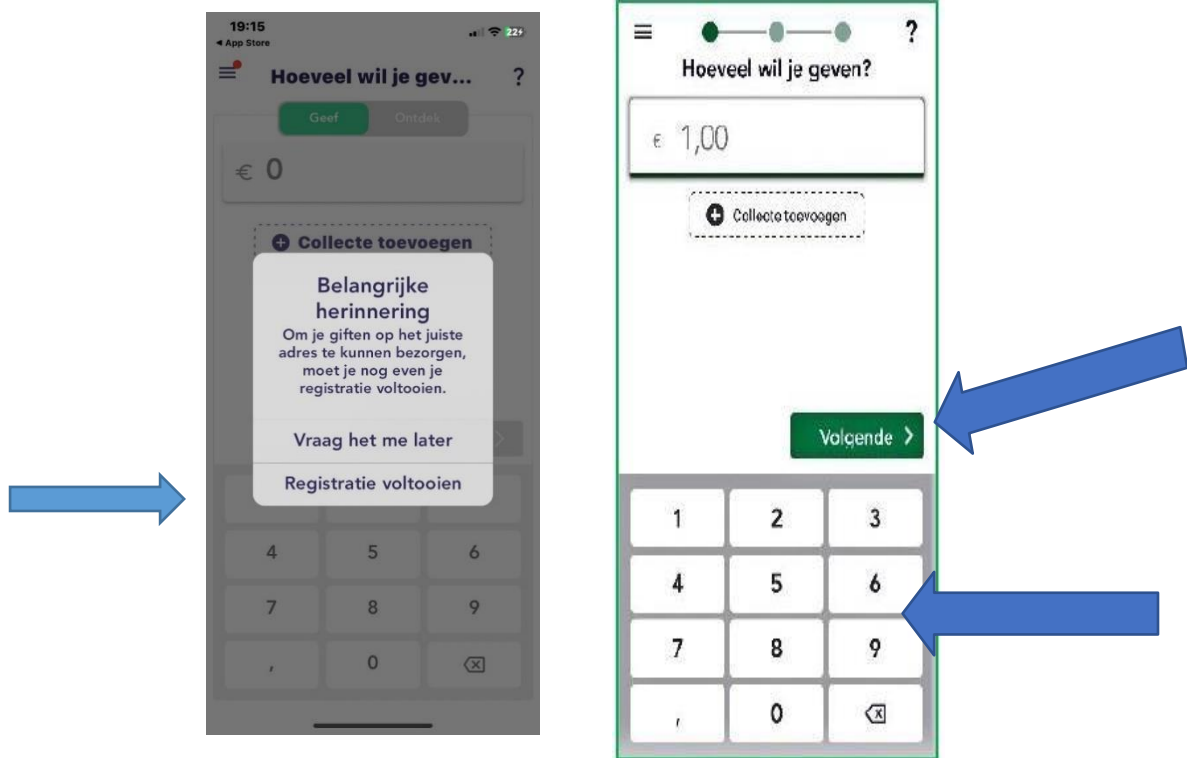 19:15
22+
◀ App Store
Hoeveel wil je gev... ?
Geef Ontdek
€ 0
Collecte toevoegen
Belangrijke
herinnering
Om je giften op het juiste
adres te kunnen bezorgen,
moet je nog even je
registratie voltooien.
Vraag het me later
Registratie voltooien
4 5 6
7 8 9
, 0
?
Hoeveel wil je geven?
€ 1,00
Collecte toevoegen
Volgende >
1 2 3
4 5 6
7 8 9
, 0